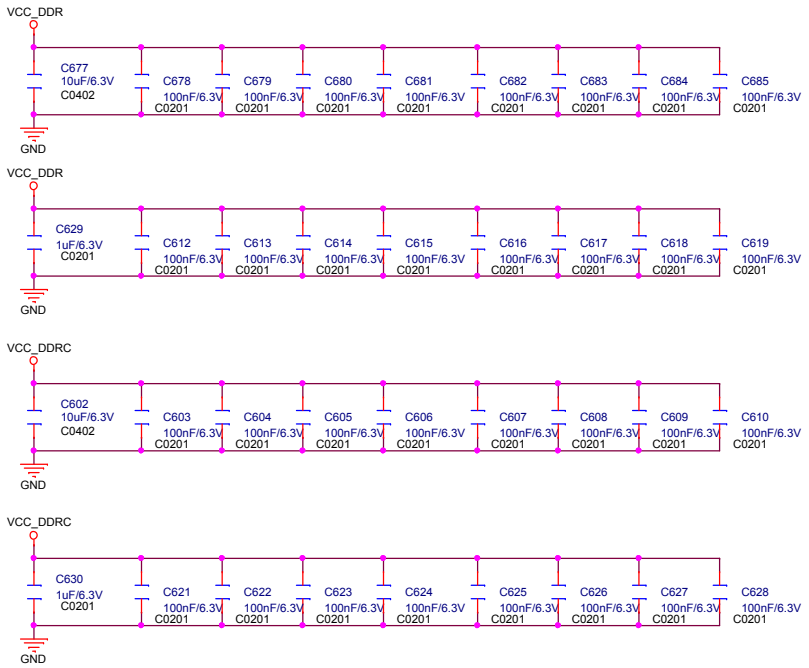 VCC_DDR
C677
10uF/6.3V
C0402
C678 C679 C680 C681 C682 C683 C684 C685
100nF/6.3V 100nF/6.3V 100nF/6.3V 100nF/6.3V 100nF/6.3V 100nF/6.3V 100nF/6.3V 100nF/6.3V
C0201 C0201 C0201 C0201 C0201 C0201 C0201 C0201
GND
VCC_DDR
C629
1uF/6.3V
C0201
C612 C613 C614 C615 C616 C617 C618 C619
100nF/6.3V 100nF/6.3V 100nF/6.3V 100nF/6.3V 100nF/6.3V 100nF/6.3V 100nF/6.3V 100nF/6.3V
C0201 C0201 C0201 C0201 C0201 C0201 C0201 C0201
GND
VCC_DDRC
C602
10uF/6.3V
C0402
C603 C604 C605 C606 C607 C608 C609 C610
100nF/6.3V 100nF/6.3V 100nF/6.3V 100nF/6.3V 100nF/6.3V 100nF/6.3V 100nF/6.3V 100nF/6.3V
C0201 C0201 C0201 C0201 C0201 C0201 C0201 C0201
GND
VCC_DDRC
C630
1uF/6.3V
C0201
C621 C622 C623 C624 C625 C626 C627 C628
100nF/6.3V 100nF/6.3V 100nF/6.3V 100nF/6.3V 100nF/6.3V 100nF/6.3V 100nF/6.3V 100nF/6.3V
C0201 C0201 C0201 C0201 C0201 C0201 C0201 C0201
GND